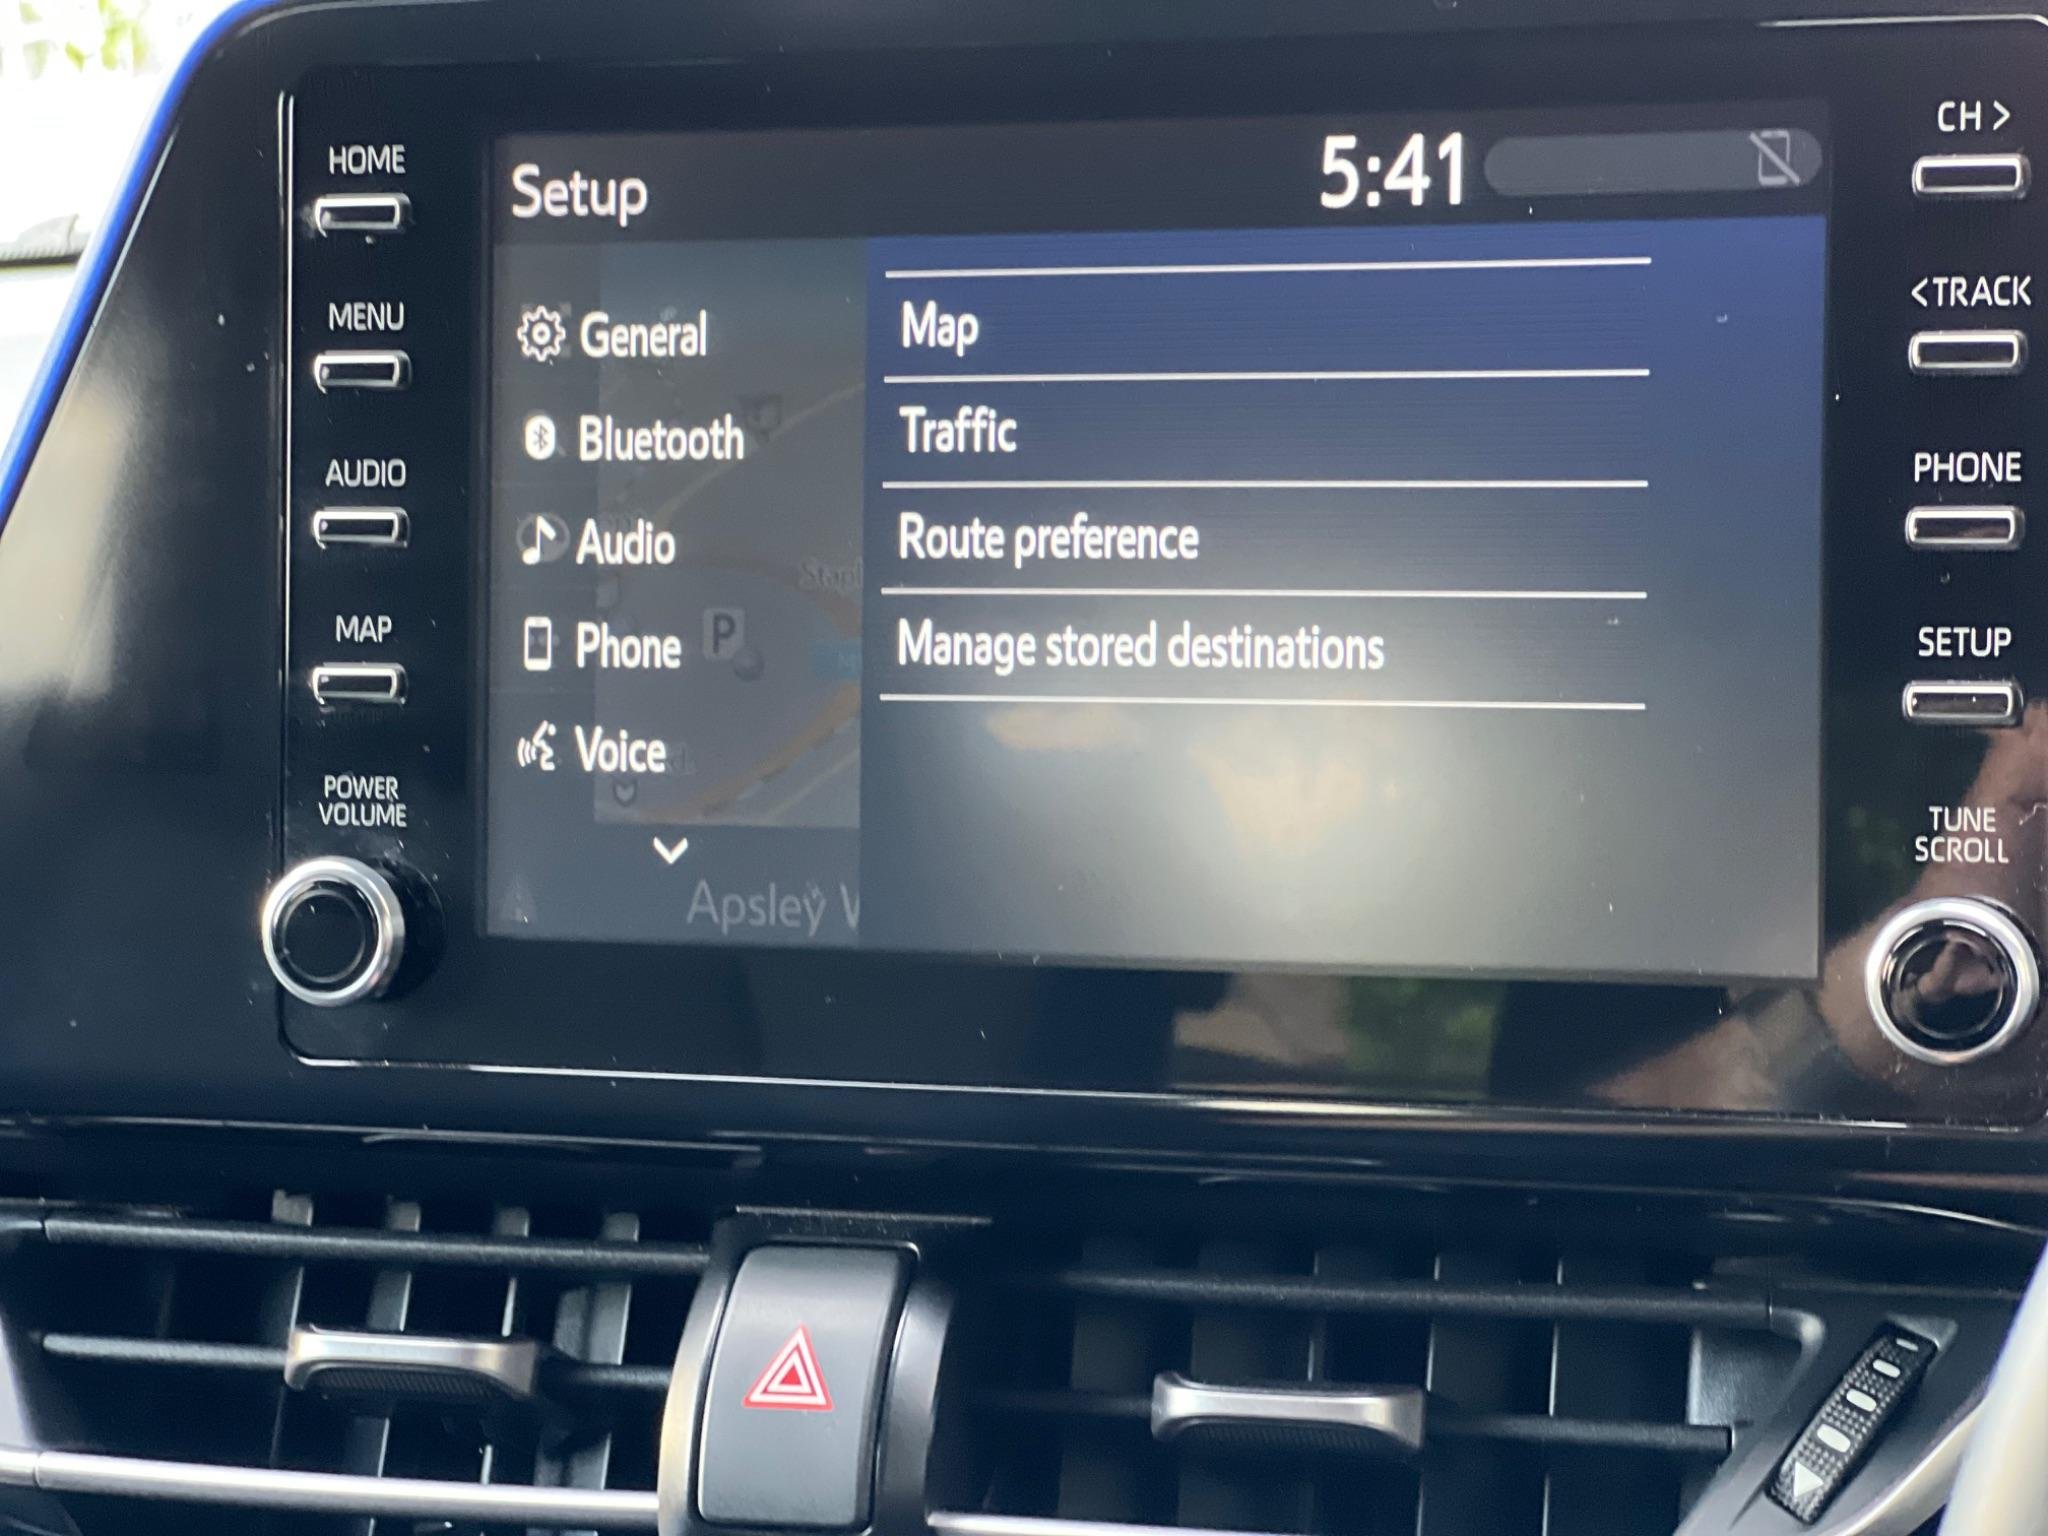 HOME
MENU
AUDIO
MAP
POWER
VOLUME
Setup
5:41
General
Bluetooth
Audio
Phone
Voice
P
Apsley
Map
Traffic
Route preference
Manage stored destinations
CH >
<TRACK
PHONE
SETUP
TUNE
SCROLL